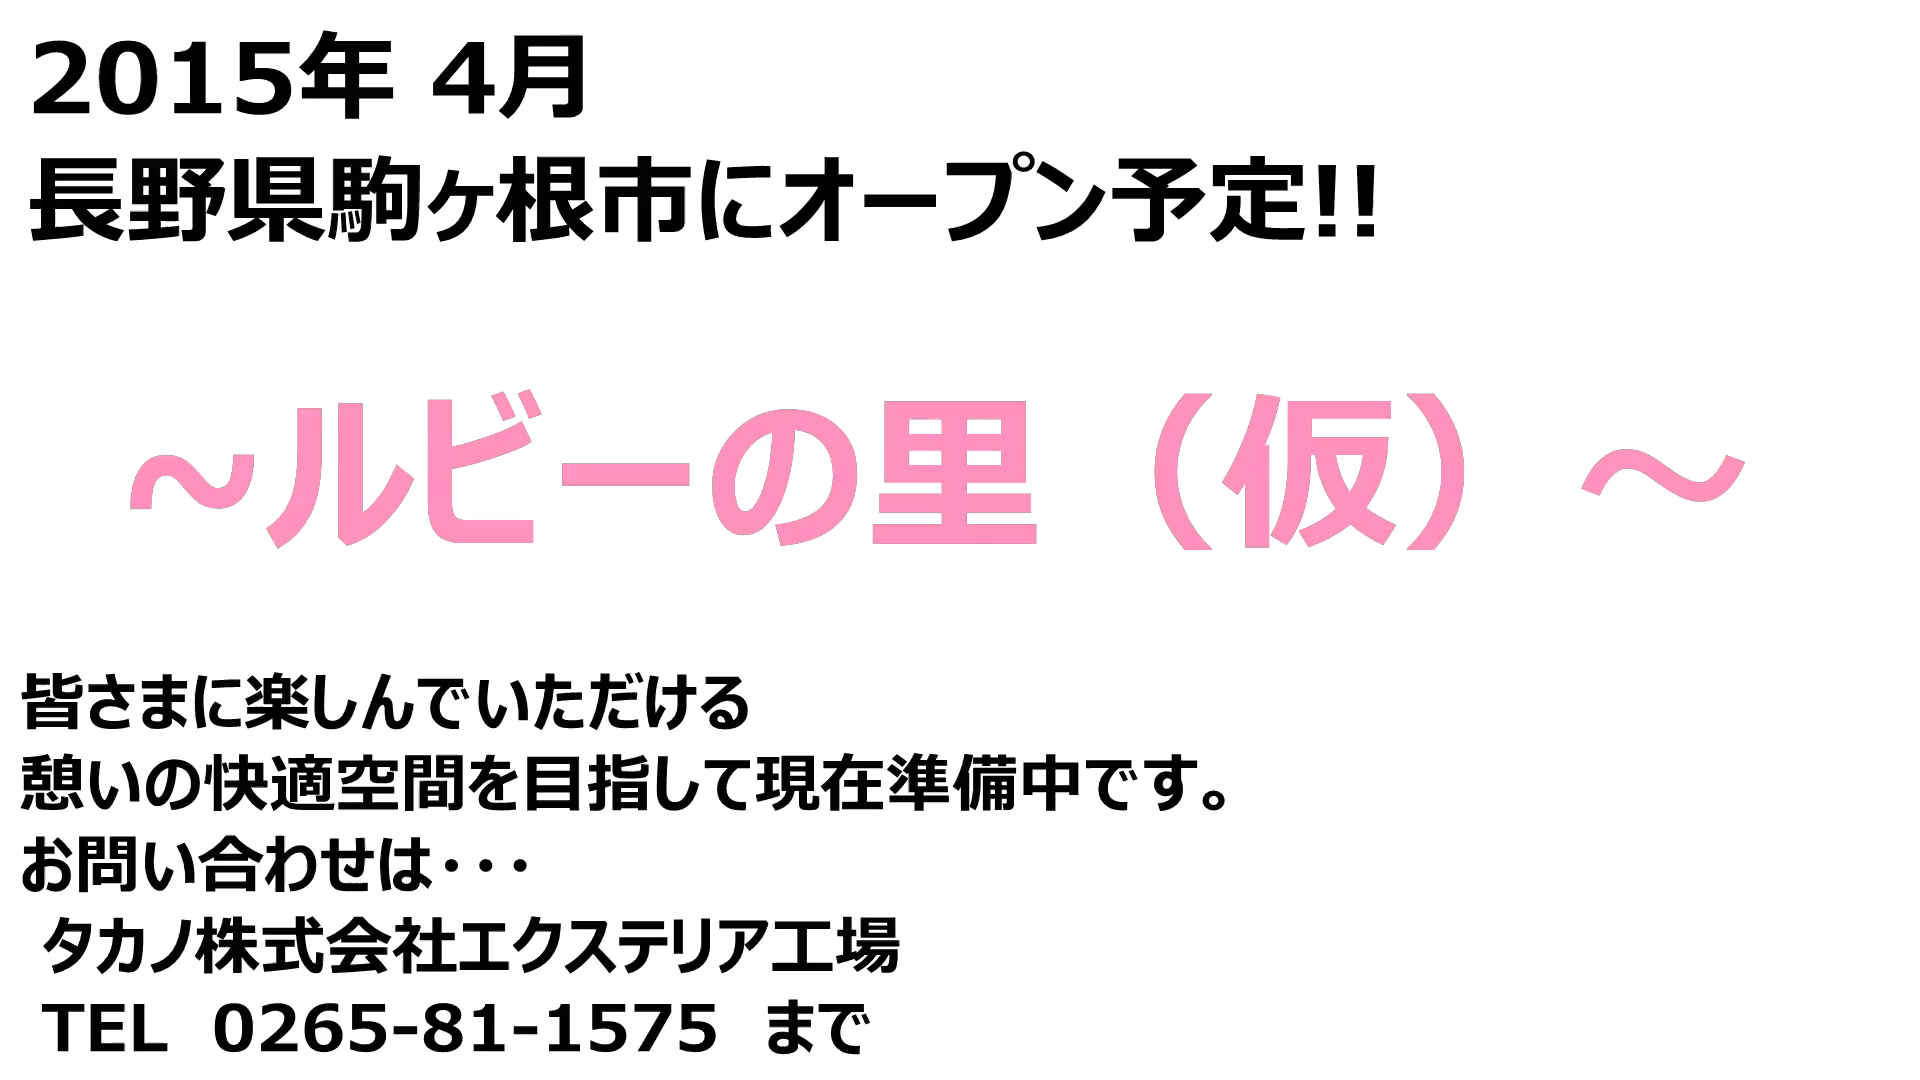 2015年 4月
長野県駒ヶ根市にオープン予定!!
~ルビーの里（仮）～
皆さまに楽しんでいただける
憩いの快適空間を目指して現在準備中です。
お問い合わせは･･･
タカノ株式会社エクステリア工場
TEL 0265-81-1575 まで